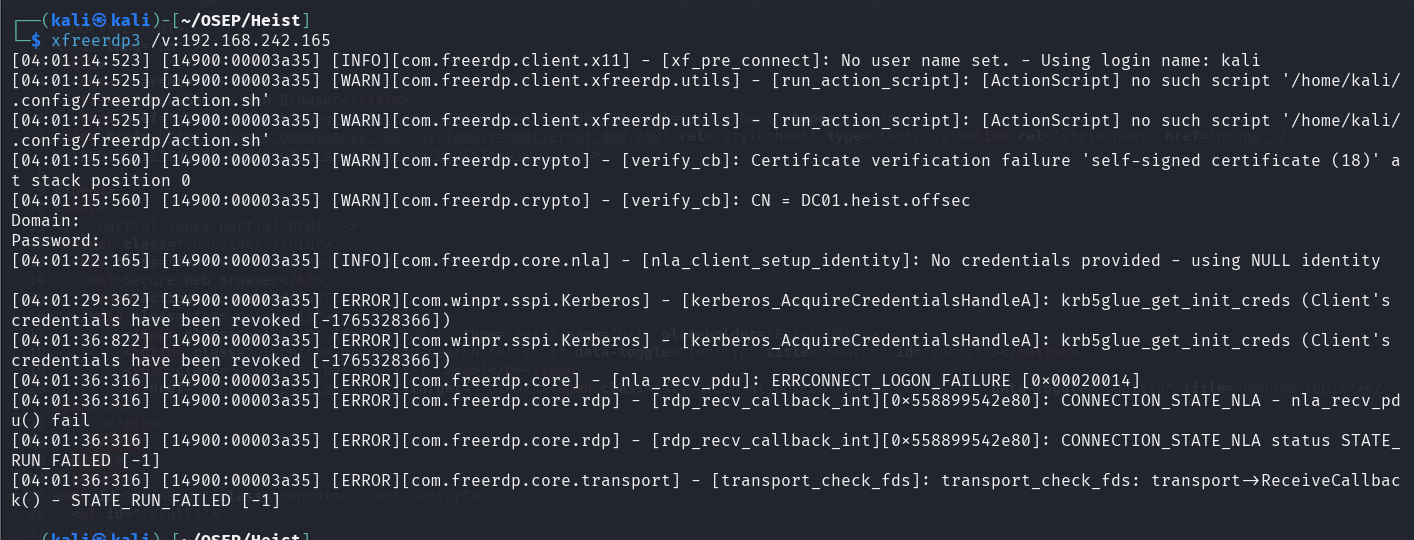 ┌──(kali㉿kali)-[~/OSEP/Heist]
└─$ xfreerdp3 /v:192.168.242.165
[04:01:14:523] [14900:00003a35] [INFO][com.freerdp.client.x11] - [xf_pre_connect]: No user name set. - Using login name: kali
[04:01:14:525] [14900:00003a35] [WARN][com.freerdp.client.xfreerdp.utils] - [run_action_script]: [ActionScript] no such script '/home/kali/
.config/freerdp/action.sh'
[04:01:14:525] [14900:00003a35] [WARN][com.freerdp.client.xfreerdp.utils] - [run_action_script]: [ActionScript] no such script '/home/kali/
.config/freerdp/action.sh'
[04:01:15:560] [14900:00003a35] [WARN][com.freerdp.crypto] - [verify_cb]: Certificate verification failure 'self-signed certificate (18)' a
t stack position 0
[04:01:15:560] [14900:00003a35] [WARN][com.freerdp.crypto] - [verify_cb]: CN = DC01.heist.offsec
Domain:
Password:
[04:01:22:165] [14900:00003a35] [INFO][com.freerdp.core.nla] - [nla_client_setup_identity]: No credentials provided - using NULL identity
[04:01:29:362] [14900:00003a35] [ERROR][com.winpr.sspi.Kerberos] - [kerberos_AcquireCredentialsHandleA]: krb5glue_get_init_creds (Client's
credentials have been revoked [-1765328366])
[04:01:36:822] [14900:00003a35] [ERROR][com.winpr.sspi.Kerberos] - [kerberos_AcquireCredentialsHandleA]: krb5glue_get_init_creds (Client's
credentials have been revoked [-1765328366])
[04:01:36:316] [14900:00003a35] [ERROR][com.freerdp.core] - [nla_recv_pdu]: ERRCONNECT_LOGON_FAILURE [0×00020014]
[04:01:36:316] [14900:00003a35] [ERROR][com.freerdp.core.rdp] - [rdp_recv_callback_int][0×558899542e80]: CONNECTION_STATE_NLA - nla_recv_pd
u() fail
[04:01:36:316] [14900:00003a35] [ERROR][com.freerdp.core.rdp] - [rdp_recv_callback_int][0×558899542e80]: CONNECTION_STATE_NLA status STATE_
RUN_FAILED [-1]
[04:01:36:316] [14900:00003a35] [ERROR][com.freerdp.core.transport] - [transport_check_fds]: transport_check_fds: transport→ReceiveCallbac
k() - STATE_RUN_FAILED [-1]
(kali㉿kali)-[~/OSEP/Heist]